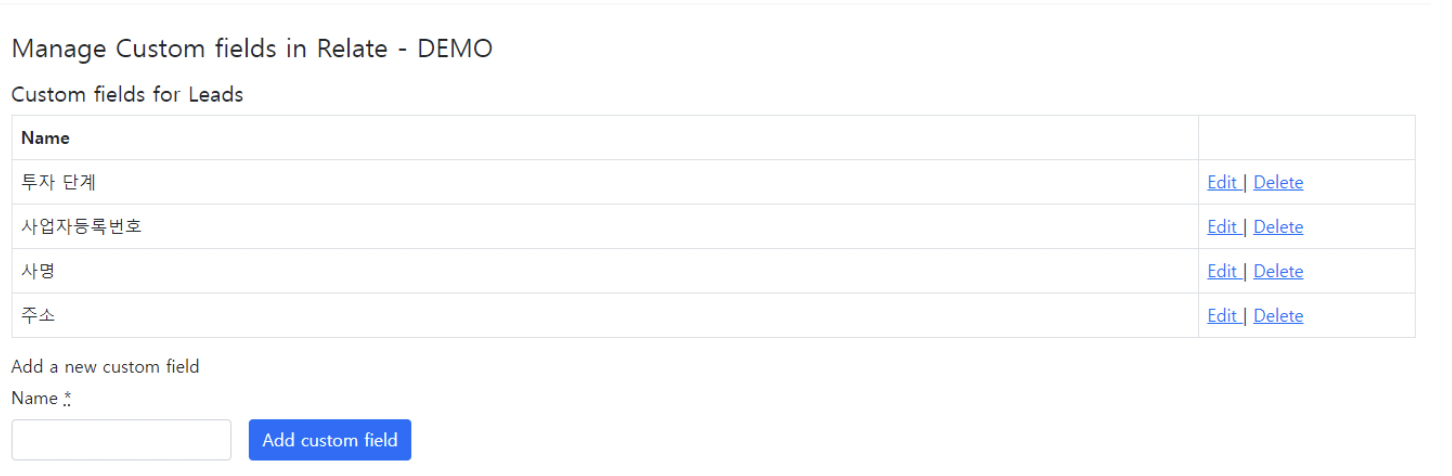 Manage Custom fields in Relate - DEMO
Custom fields for Leads
Name
투자 단계 Edit | Delete
사업자등록번호 Edit | Delete
사명 Edit | Delete
주소 Edit | Delete
Add a new custom field
Name *
Add custom field